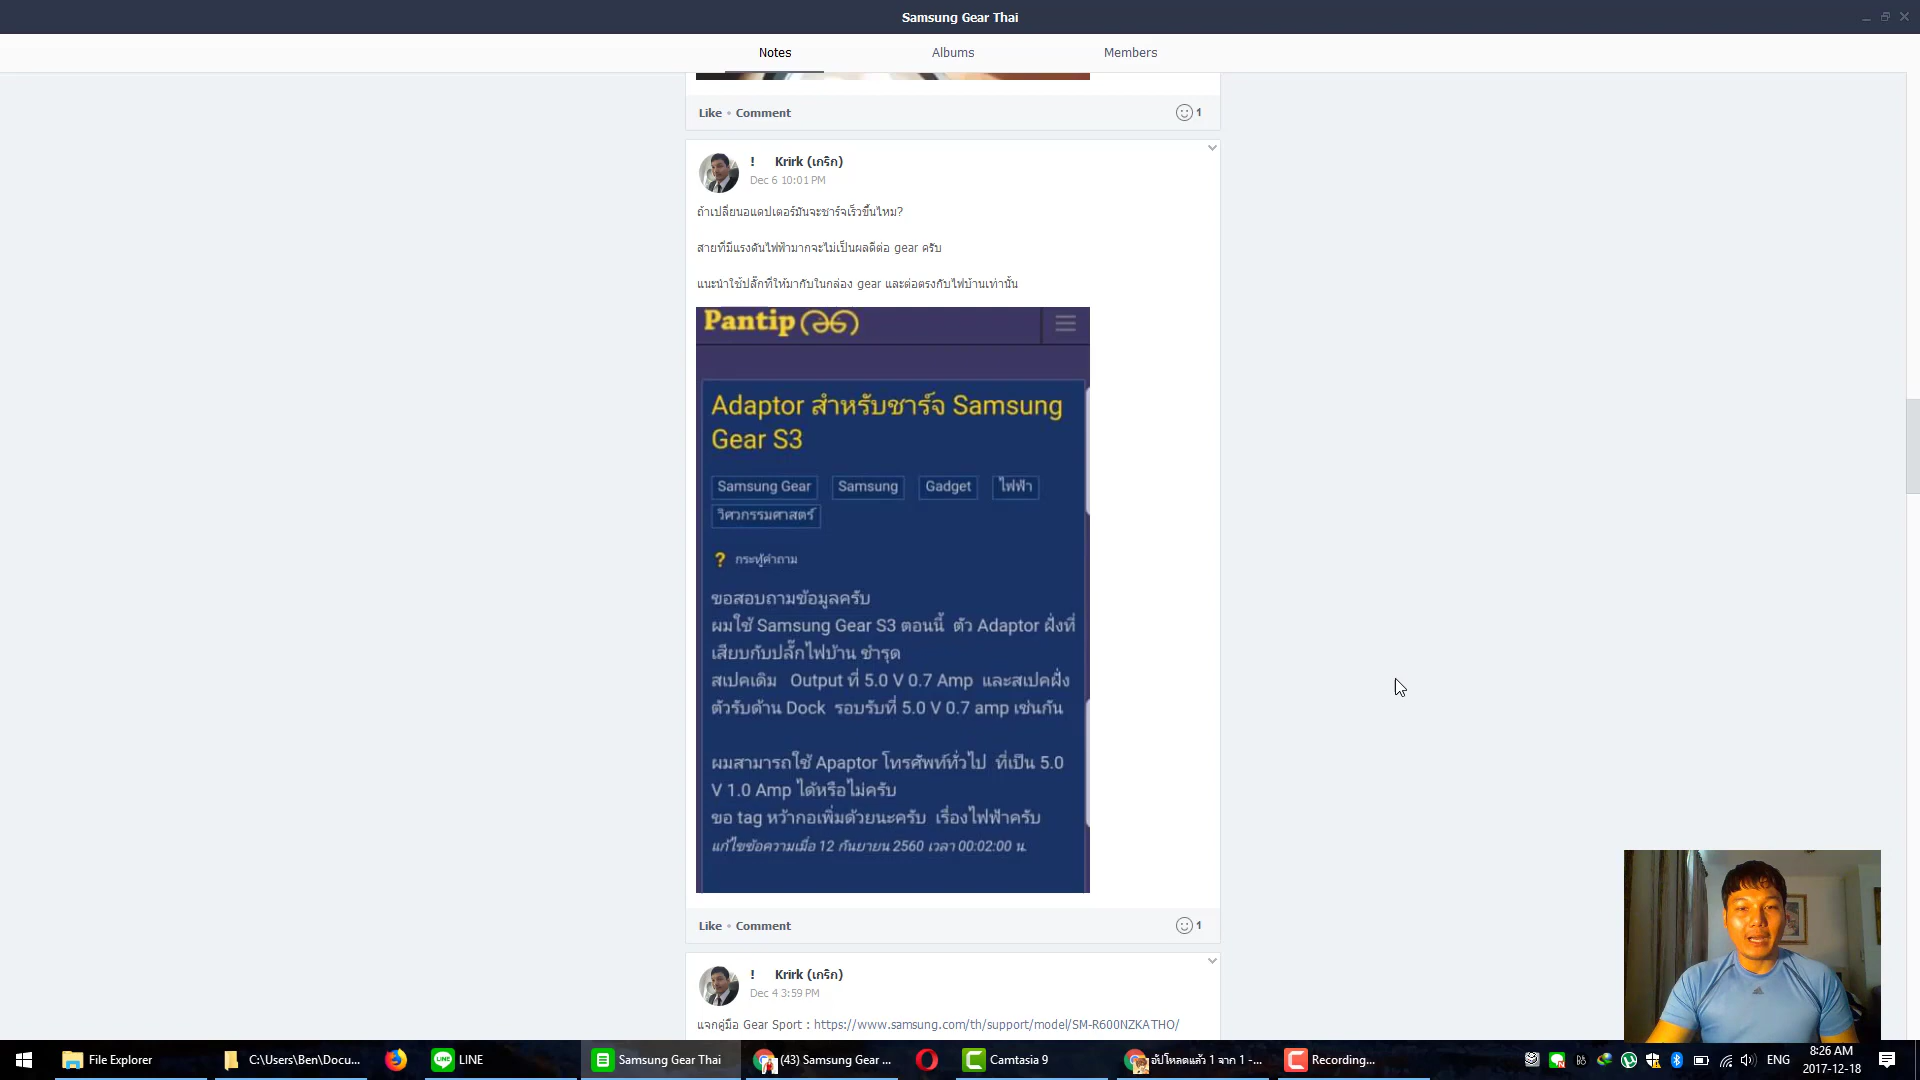 Samsung Gear Thai
Notes
Albums
Members
Like • Comment
1
! Krirk (เกริก)
Dec 6 10:01 PM
ถ้าเปลี่ยนอแดปเตอร์มันจะชาร์จเร็วขึ้นไหม?
สายที่มีแรงดันไฟฟ้ามากจะไม่เป็นผลดีต่อ gear ครับ
แนะนำใช้ปลั๊กที่ให้มากับในกล่อง gear และต่อตรงกับไฟบ้านเท่านั้น
Pantip
Adaptor สำหรับชาร์จ Samsung
Gear S3
Samsung Gear Samsung Gadget ไฟฟ้า
วิศวกรรมศาสตร์
? กระทู้คำถาม
ขอสอบถามข้อมูลครับ
ผมใช้ Samsung Gear S3 ตอนนี้ ตัว Adaptor ฝั่งที่
เสียบกับปลั๊กไฟบ้าน ชำรุด
สเปคเดิม Output ที่ 5.0 V 0.7 Amp และสเปคฝั่ง
ตัวรับด้าน Dock รอบรับที่ 5.0 V 0.7 amp เช่นกัน
ผมสามารถใช้ Apaptor โทรศัพท์ทั่วไป ที่เป็น 5.0
V 1.0 Amp ได้หรือไม่ครับ
ขอ tag หว้ากอเพิ่มด้วยนะครับ เรื่องไฟฟ้าครับ
แก้ไขข้อความเมื่อ 12 กันยายน 2560 เวลา 00:02:00 น.
Like • Comment
1
! Krirk (เกริก)
Dec 4 3:59 PM
แจกคู่มือ Gear Sport : https://www.samsung.com/th/support/model/SM-R600NZKATHO/
File Explorer
C:\Users\Ben\Docu...
LINE
Samsung Gear Thai
(43) Samsung Gear ...
Camtasia 9
อัปโหลดแล้ว 1 จาก 1 -...
Recording...
ENG
8:26 AM
2017-12-18